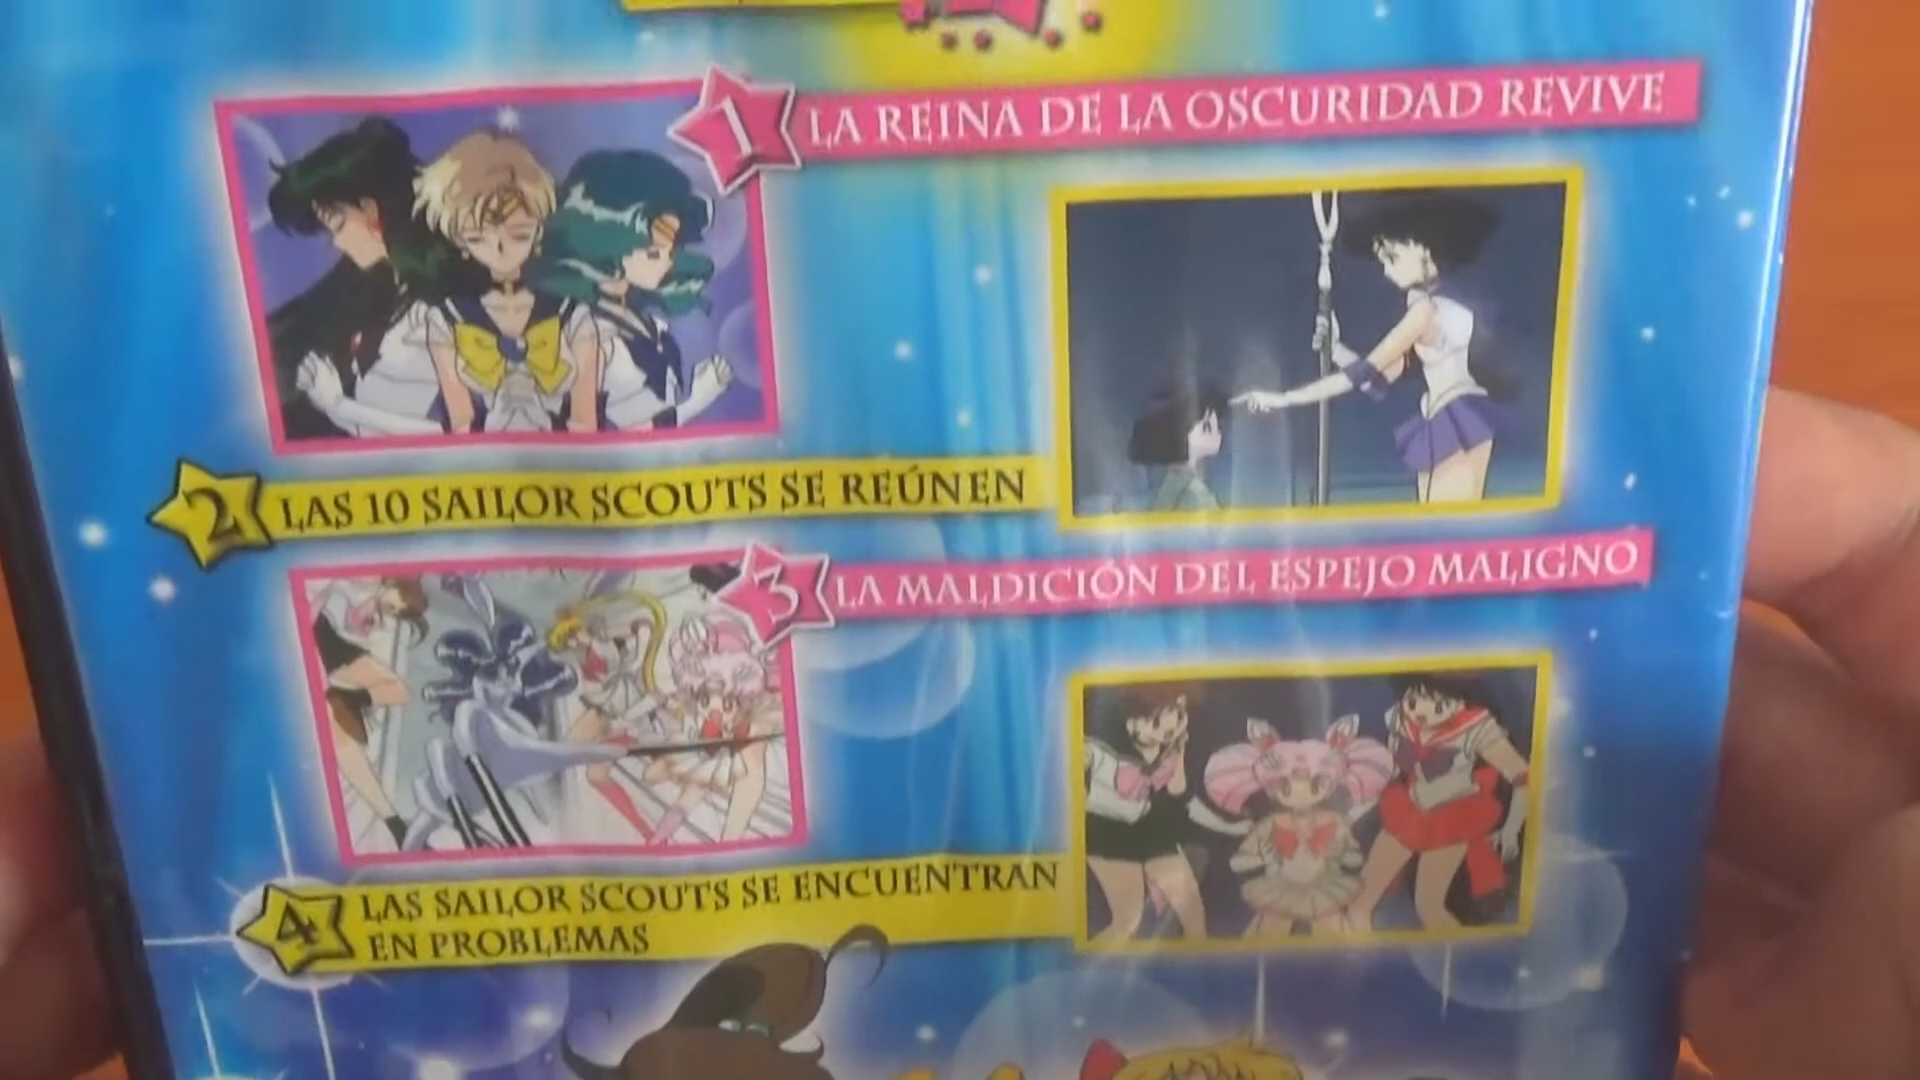 1 LA REINA DE LA OSCURIDAD REVIVE
2 LAS 10 SAILOR SCOUTS SE REÚNEN
3 LA MALDICIÓN DEL ESPEJO MALIGNO
4 LAS SAILOR SCOUTS SE ENCUENTRAN
EN PROBLEMAS